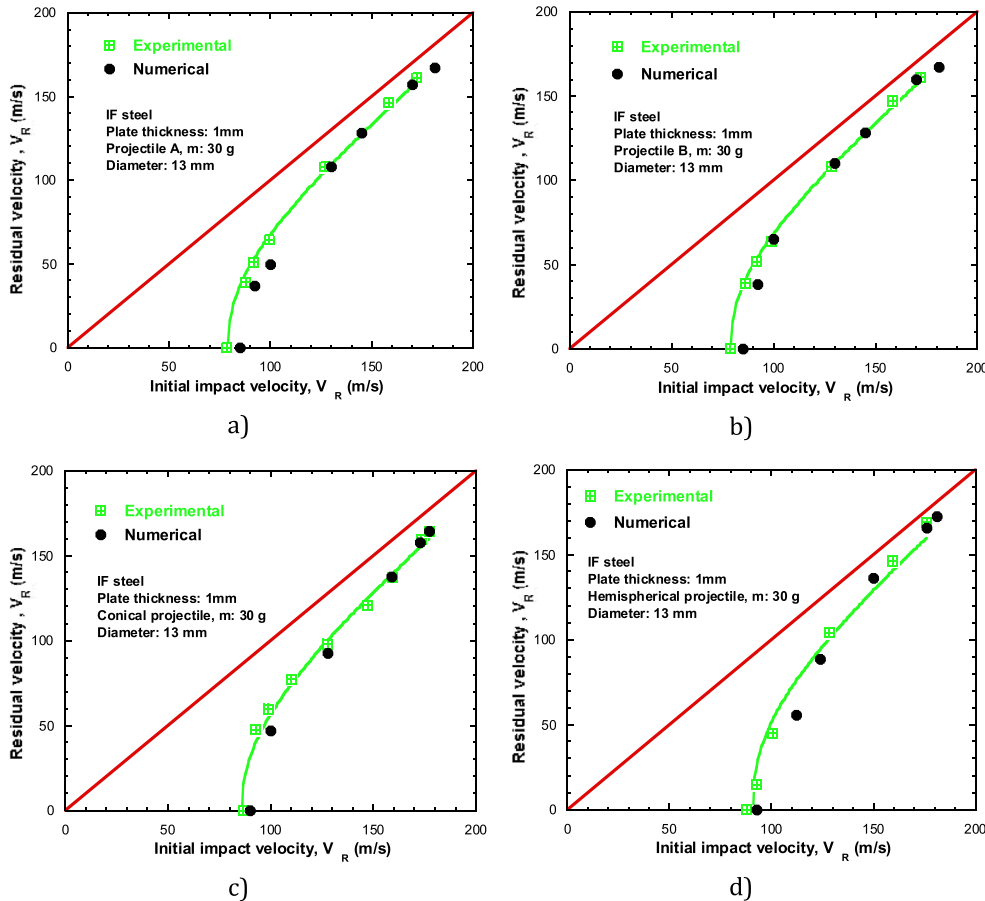 200
150
100
50
0
Residual velocity , V R (m/s)
Experimental
Numerical
IF steel
Plate thickness: 1mm
Projectile A, m: 30 g
Diameter: 13 mm
0 50 100 150 200
Initial impact velocity, V R (m/s)
a)
200
150
100
50
0
Residual velocity , V R (m/s)
Experimental
Numerical
IF steel
Plate thickness: 1mm
Projectile B, m: 30 g
Diameter: 13 mm
0 50 100 150 200
Initial impact velocity, V R (m/s)
b)
200
150
100
50
0
Residual velocity , V R (m/s)
Experimental
Numerical
IF steel
Plate thickness: 1mm
Conical projectile, m: 30 g
Diameter: 13 mm
0 50 100 150 200
Initial impact velocity, V R (m/s)
c)
200
150
100
50
0
Residual velocity , V R (m/s)
Experimental
Numerical
IF steel
Plate thickness: 1mm
Hemispherical projectile, m: 30 g
Diameter: 13 mm
0 50 100 150 200
Initial impact velocity, V R (m/s)
d)